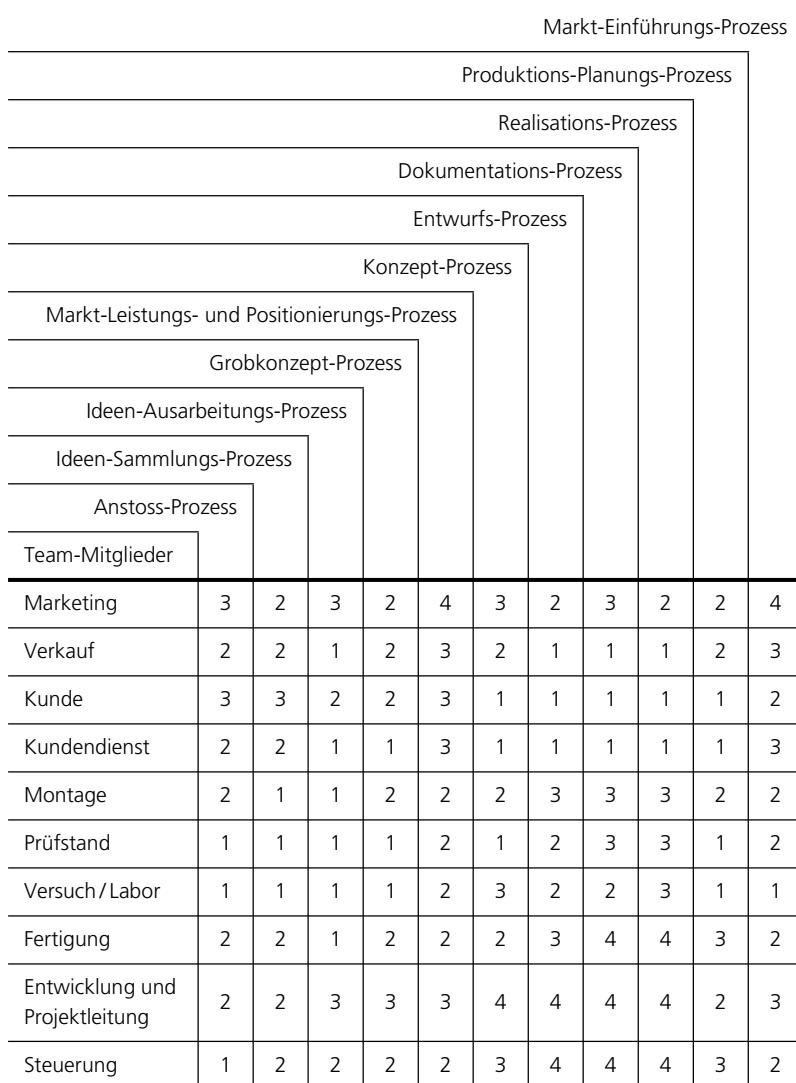 Markt-Einführungs-Prozess
Produktions-Planungs-Prozess
Realisations-Prozess
Dokumentations-Prozess
Entwurfs-Prozess
Konzept-Prozess
Markt-Leistungs- und Positionierungs-Prozess
Grobkonzept-Prozess
Ideen-Ausarbeitungs-Prozess
Ideen-Sammlungs-Prozess
Anstoss-Prozess
Team-Mitglieder
Marketing 3 2 3 2 4 3 2 3 2 2 4
Verkauf 2 2 1 2 3 2 1 1 1 2 3
Kunde 3 3 2 2 3 1 1 1 1 1 2
Kundendienst 2 2 1 1 3 1 1 1 1 1 3
Montage 2 1 1 2 2 2 3 3 3 2 2
Prüfstand 1 1 1 1 2 1 2 3 3 1 2
Versuch/Labor 1 1 1 1 2 3 2 2 3 1 1
Fertigung 2 2 1 2 2 2 3 4 4 3 2
Entwicklung und
Projektleitung 2 2 3 3 3 4 4 4 4 2 3
Steuerung 1 2 2 2 2 3 4 4 4 3 2